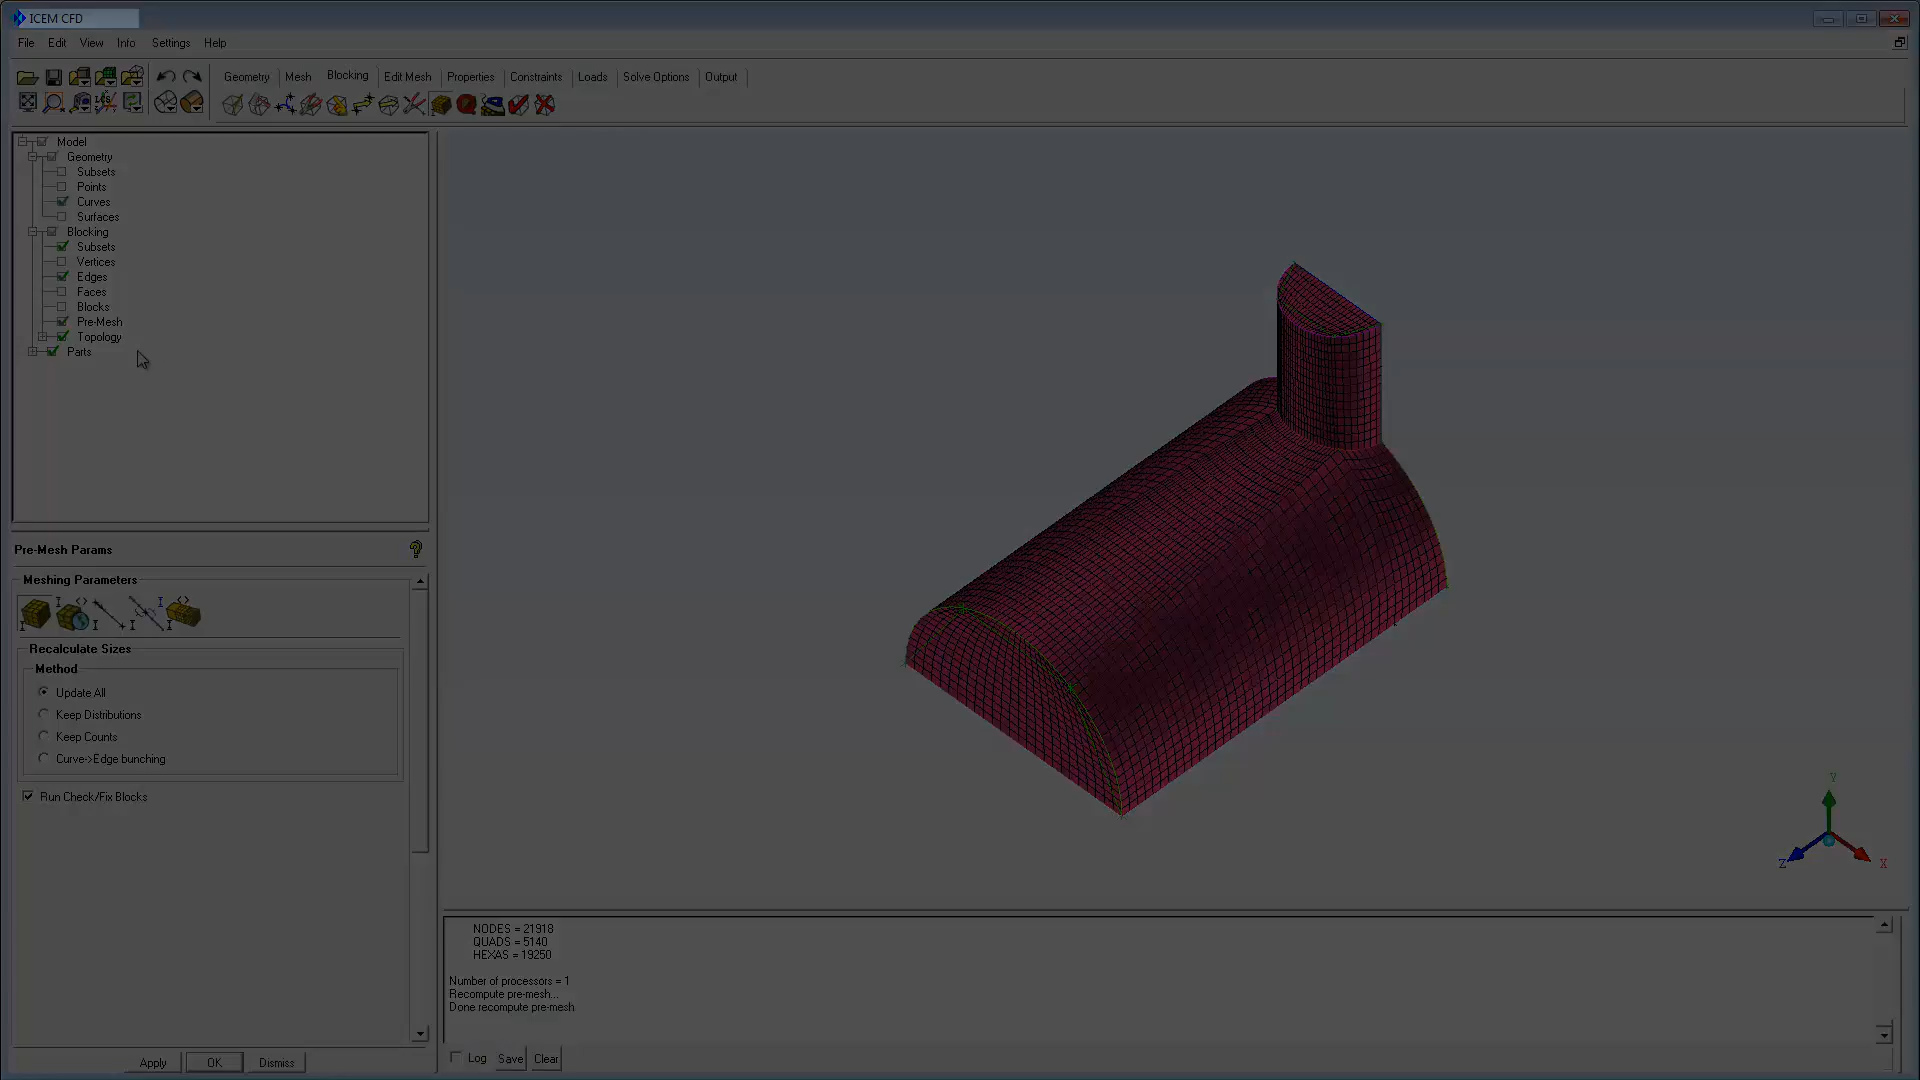 ICEM CFD
File Edit View Info Settings Help
Geometry Mesh Blocking Edit Mesh Properties Constraints Loads Solve Options Output
Model
Geometry
Subsets
Points
Curves
Surfaces
Blocking
Subsets
Vertices
Edges
Faces
Blocks
Pre-Mesh
Topology
Parts
Pre-Mesh Params
Meshing Parameters
Recalculate Sizes
Method
Update All
Keep Distributions
Keep Counts
Curve->Edge bunching
Run Check/Fix Blocks
Apply OK Dismiss
Y
Z X
NODES = 21918
QUADS = 5140
HEXAS = 19250
Number of processors = 1
Recompute pre-mesh...
Done recompute pre-mesh
Log Save Clear